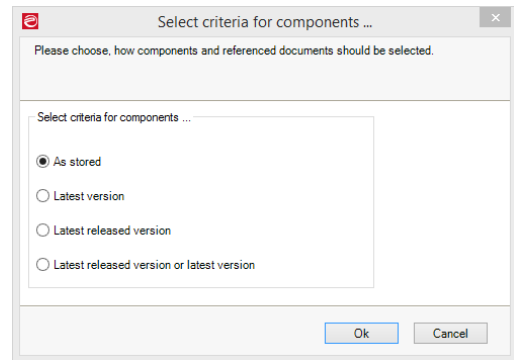 Select criteria for components ...
Please choose, how components and referenced documents should be selected.
Select criteria for components ...
As stored
Latest version
Latest released version
Latest released version or latest version
Ok
Cancel